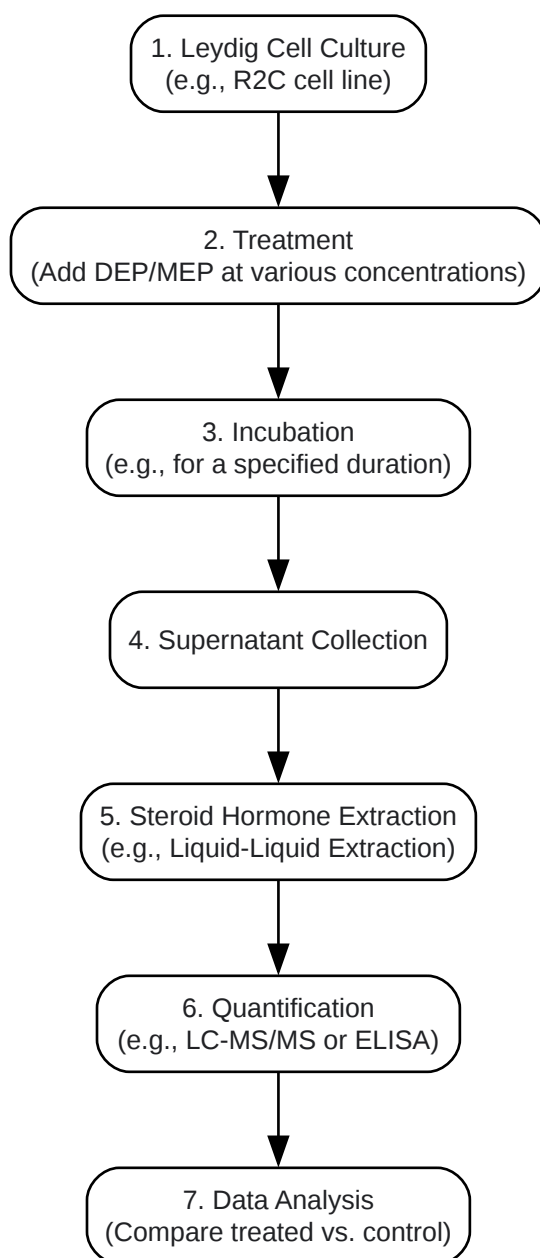 1. Leydig Cell Culture
(e.g., R2C cell line)
2. Treatment
(Add DEP/MEP at various concentrations)
3. Incubation
(e.g., for a specified duration)
4. Supernatant Collection
5. Steroid Hormone Extraction
(e.g., Liquid-Liquid Extraction)
6. Quantification
(e.g., LC-MS/MS or ELISA)
7. Data Analysis
(Compare treated vs. control)